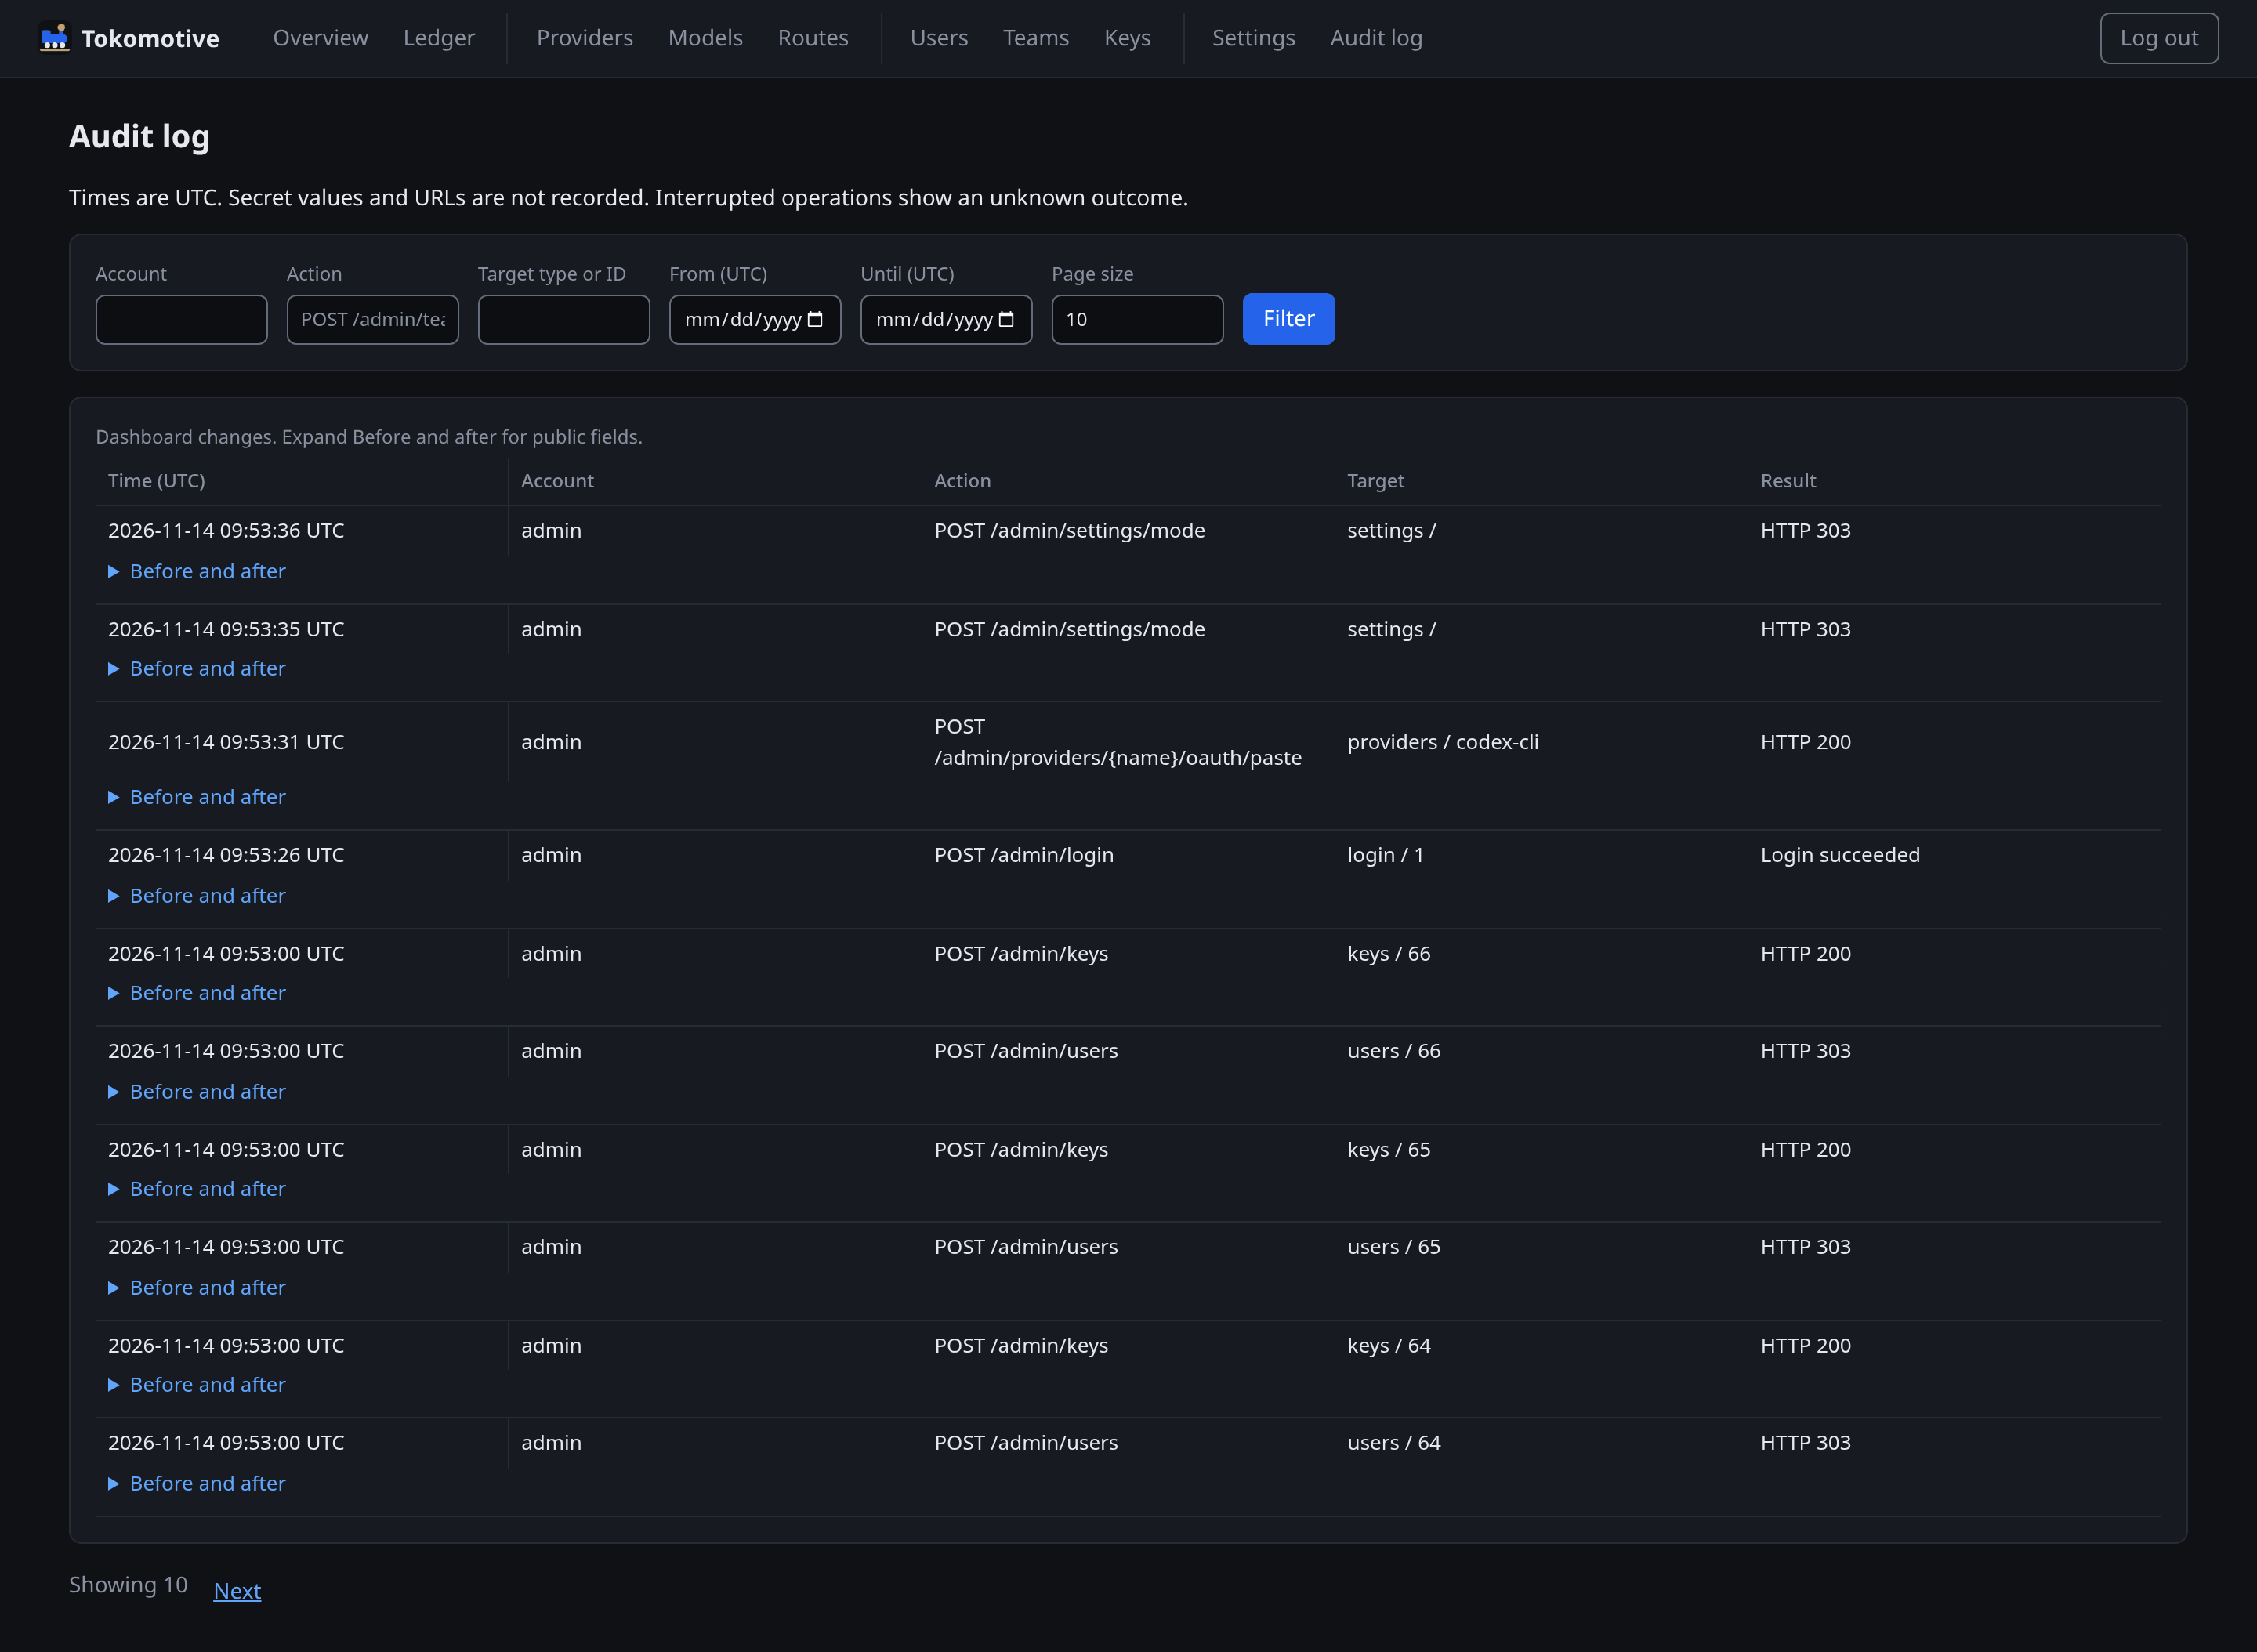 Tokomotive Overview Ledger Providers Models Routes Users Teams Keys Settings Audit log Log out
Audit log
Times are UTC. Secret values and URLs are not recorded. Interrupted operations show an unknown outcome.
Account Action Target type or ID From (UTC) Until (UTC) Page size
POST /admin/tea mm/dd/yyyy mm/dd/yyyy 10 Filter
Dashboard changes. Expand Before and after for public fields.
Time (UTC) Account Action Target Result
2026-11-14 09:53:36 UTC admin POST /admin/settings/mode settings / HTTP 303
Before and after
2026-11-14 09:53:35 UTC admin POST /admin/settings/mode settings / HTTP 303
Before and after
2026-11-14 09:53:31 UTC admin POST /admin/providers/{name}/oauth/paste providers / codex-cli HTTP 200
Before and after
2026-11-14 09:53:26 UTC admin POST /admin/login login / 1 Login succeeded
Before and after
2026-11-14 09:53:00 UTC admin POST /admin/keys keys / 66 HTTP 200
Before and after
2026-11-14 09:53:00 UTC admin POST /admin/users users / 66 HTTP 303
Before and after
2026-11-14 09:53:00 UTC admin POST /admin/keys keys / 65 HTTP 200
Before and after
2026-11-14 09:53:00 UTC admin POST /admin/users users / 65 HTTP 303
Before and after
2026-11-14 09:53:00 UTC admin POST /admin/keys keys / 64 HTTP 200
Before and after
2026-11-14 09:53:00 UTC admin POST /admin/users users / 64 HTTP 303
Before and after
Showing 10 Next